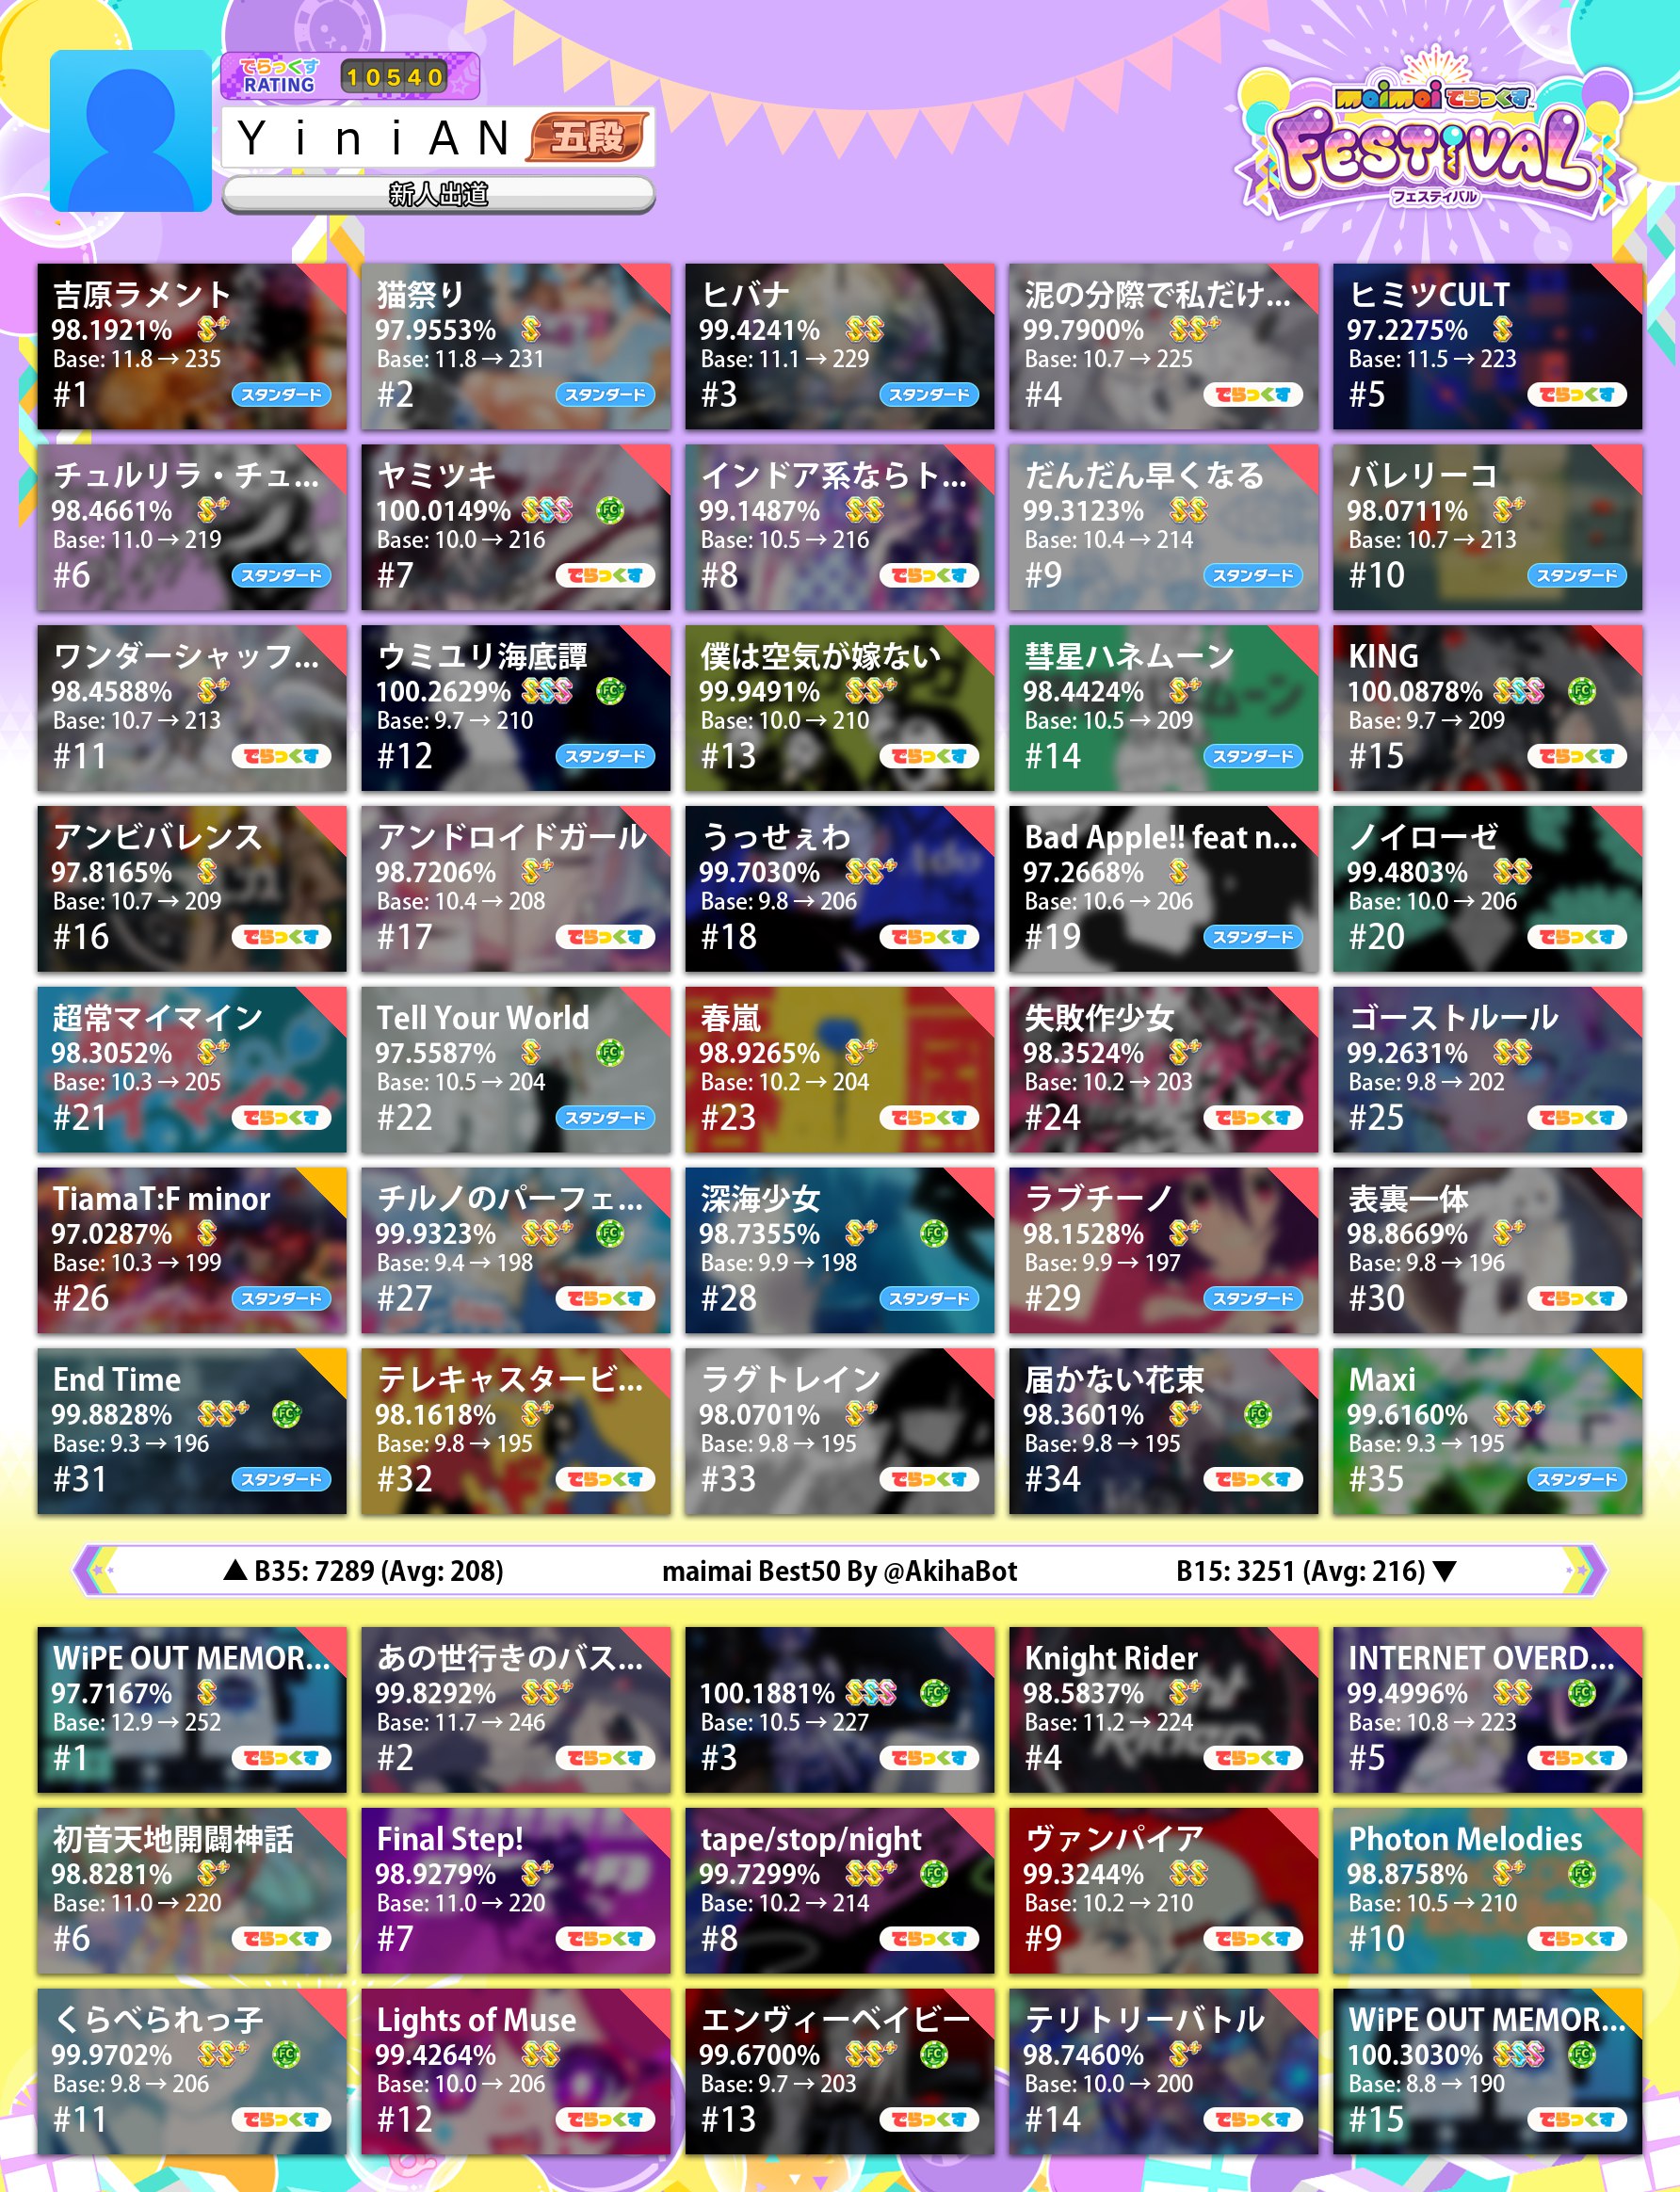 でらっくす
RATING
10540
YiniAN
五段
新人出道
maimai でらっくす
FESTiVAL
フェスティバル
吉原ラメント
98.1921% S+
Base: 11.8 → 235
#1 スタンダード
猫祭り
97.9553% S
Base: 11.8 → 231
#2 スタンダード
ヒバナ
99.4241% SS
Base: 11.1 → 229
#3 スタンダード
泥の分際で私だけ...
99.7900% SS+
Base: 10.7 → 225
#4 でらっくす
ヒミツCULT
97.2275% S
Base: 11.5 → 223
#5 でらっくす
チュルリラ・チュ...
98.4661% S+
Base: 11.0 → 219
#6 スタンダード
ヤミツキ
100.0149% SSS FC
Base: 10.0 → 216
#7 でらっくす
インドア系ならト...
99.1487% SS
Base: 10.5 → 216
#8 でらっくす
だんだん早くなる
99.3123% SS
Base: 10.4 → 214
#9 スタンダード
バレリーコ
98.0711% S+
Base: 10.7 → 213
#10 スタンダード
ワンダーシャッフ...
98.4588% S+
Base: 10.7 → 213
#11 でらっくす
ウミユリ海底譚
100.2629% SSS FC+
Base: 9.7 → 210
#12 スタンダード
僕は空気が嫁ない
99.9491% SS+
Base: 10.0 → 210
#13 でらっくす
彗星ハネムーン
98.4424% S+
Base: 10.5 → 209
#14 スタンダード
KING
100.0878% SSS FC
Base: 9.7 → 209
#15 でらっくす
アンビバレンス
97.8165% S
Base: 10.7 → 209
#16 でらっくす
アンドロイドガール
98.7206% S+
Base: 10.4 → 208
#17 でらっくす
うっせぇわ
99.7030% SS+
Base: 9.8 → 206
#18 でらっくす
Bad Apple!! feat n...
97.2668% S
Base: 10.6 → 206
#19 スタンダード
ノイローゼ
99.4803% SS
Base: 10.0 → 206
#20 でらっくす
超常マイマイン
98.3052% S+
Base: 10.3 → 205
#21 でらっくす
Tell Your World
97.5587% S FC
Base: 10.5 → 204
#22 スタンダード
春嵐
98.9265% S+
Base: 10.2 → 204
#23 でらっくす
失敗作少女
98.3524% S+
Base: 10.2 → 203
#24 でらっくす
ゴーストルール
99.2631% SS
Base: 9.8 → 202
#25 でらっくす
TiamaT:F minor
97.0287% S
Base: 10.3 → 199
#26 スタンダード
チルノのパーフェ...
99.9323% SS+ FC
Base: 9.4 → 198
#27 でらっくす
深海少女
98.7355% S+ FC
Base: 9.9 → 198
#28 スタンダード
ラブチーノ
98.1528% S+
Base: 9.9 → 197
#29 スタンダード
表裏一体
98.8669% S+
Base: 9.8 → 196
#30 でらっくす
End Time
99.8828% SS+ FC+
Base: 9.3 → 196
#31 スタンダード
テレキャスタービ...
98.1618% S+
Base: 9.8 → 195
#32 でらっくす
ラグトレイン
98.0701% S+
Base: 9.8 → 195
#33 でらっくす
届かない花束
98.3601% S+ FC
Base: 9.8 → 195
#34 でらっくす
Maxi
99.6160% SS+
Base: 9.3 → 195
#35 スタンダード
▲ B35: 7289 (Avg: 208) maimai Best50 By @AkihaBot B15: 3251 (Avg: 216) ▼
WiPE OUT MEMOR...
97.7167% S
Base: 12.9 → 252
#1 でらっくす
あの世行きのバス...
99.8292% SS+
Base: 11.7 → 246
#2 でらっくす
100.1881% SSS FC+
Base: 10.5 → 227
#3 でらっくす
Knight Rider
98.5837% S+
Base: 11.2 → 224
#4 でらっくす
INTERNET OVERD...
99.4996% SS FC
Base: 10.8 → 223
#5 でらっくす
初音天地開闢神話
98.8281% S+
Base: 11.0 → 220
#6 でらっくす
Final Step!
98.9279% S+
Base: 11.0 → 220
#7 でらっくす
tape/stop/night
99.7299% SS+ FC
Base: 10.2 → 214
#8 でらっくす
ヴァンパイア
99.3244% SS
Base: 10.2 → 210
#9 でらっくす
Photon Melodies
98.8758% S+ FC
Base: 10.5 → 210
#10 でらっくす
くらべられっ子
99.9702% SS+ FC
Base: 9.8 → 206
#11 でらっくす
Lights of Muse
99.4264% SS
Base: 10.0 → 206
#12 でらっくす
エンヴィーベイビー
99.6700% SS+ FC
Base: 9.7 → 203
#13 でらっくす
テリトリーバトル
98.7460% S+
Base: 10.0 → 200
#14 でらっくす
WiPE OUT MEMOR...
100.3030% SSS FC
Base: 8.8 → 190
#15 でらっくす